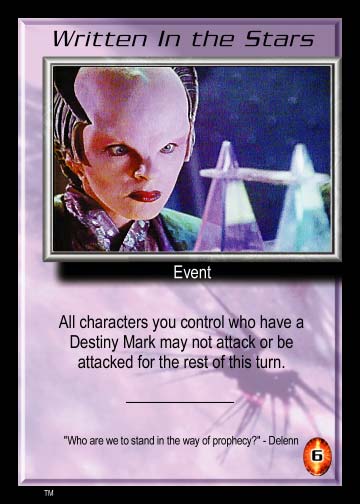 Written In the Stars
Event
All characters you control who have a
Destiny Mark may not attack or be
attacked for the rest of this turn.
"Who are we to stand in the way of prophecy?" - Delenn
6
TM